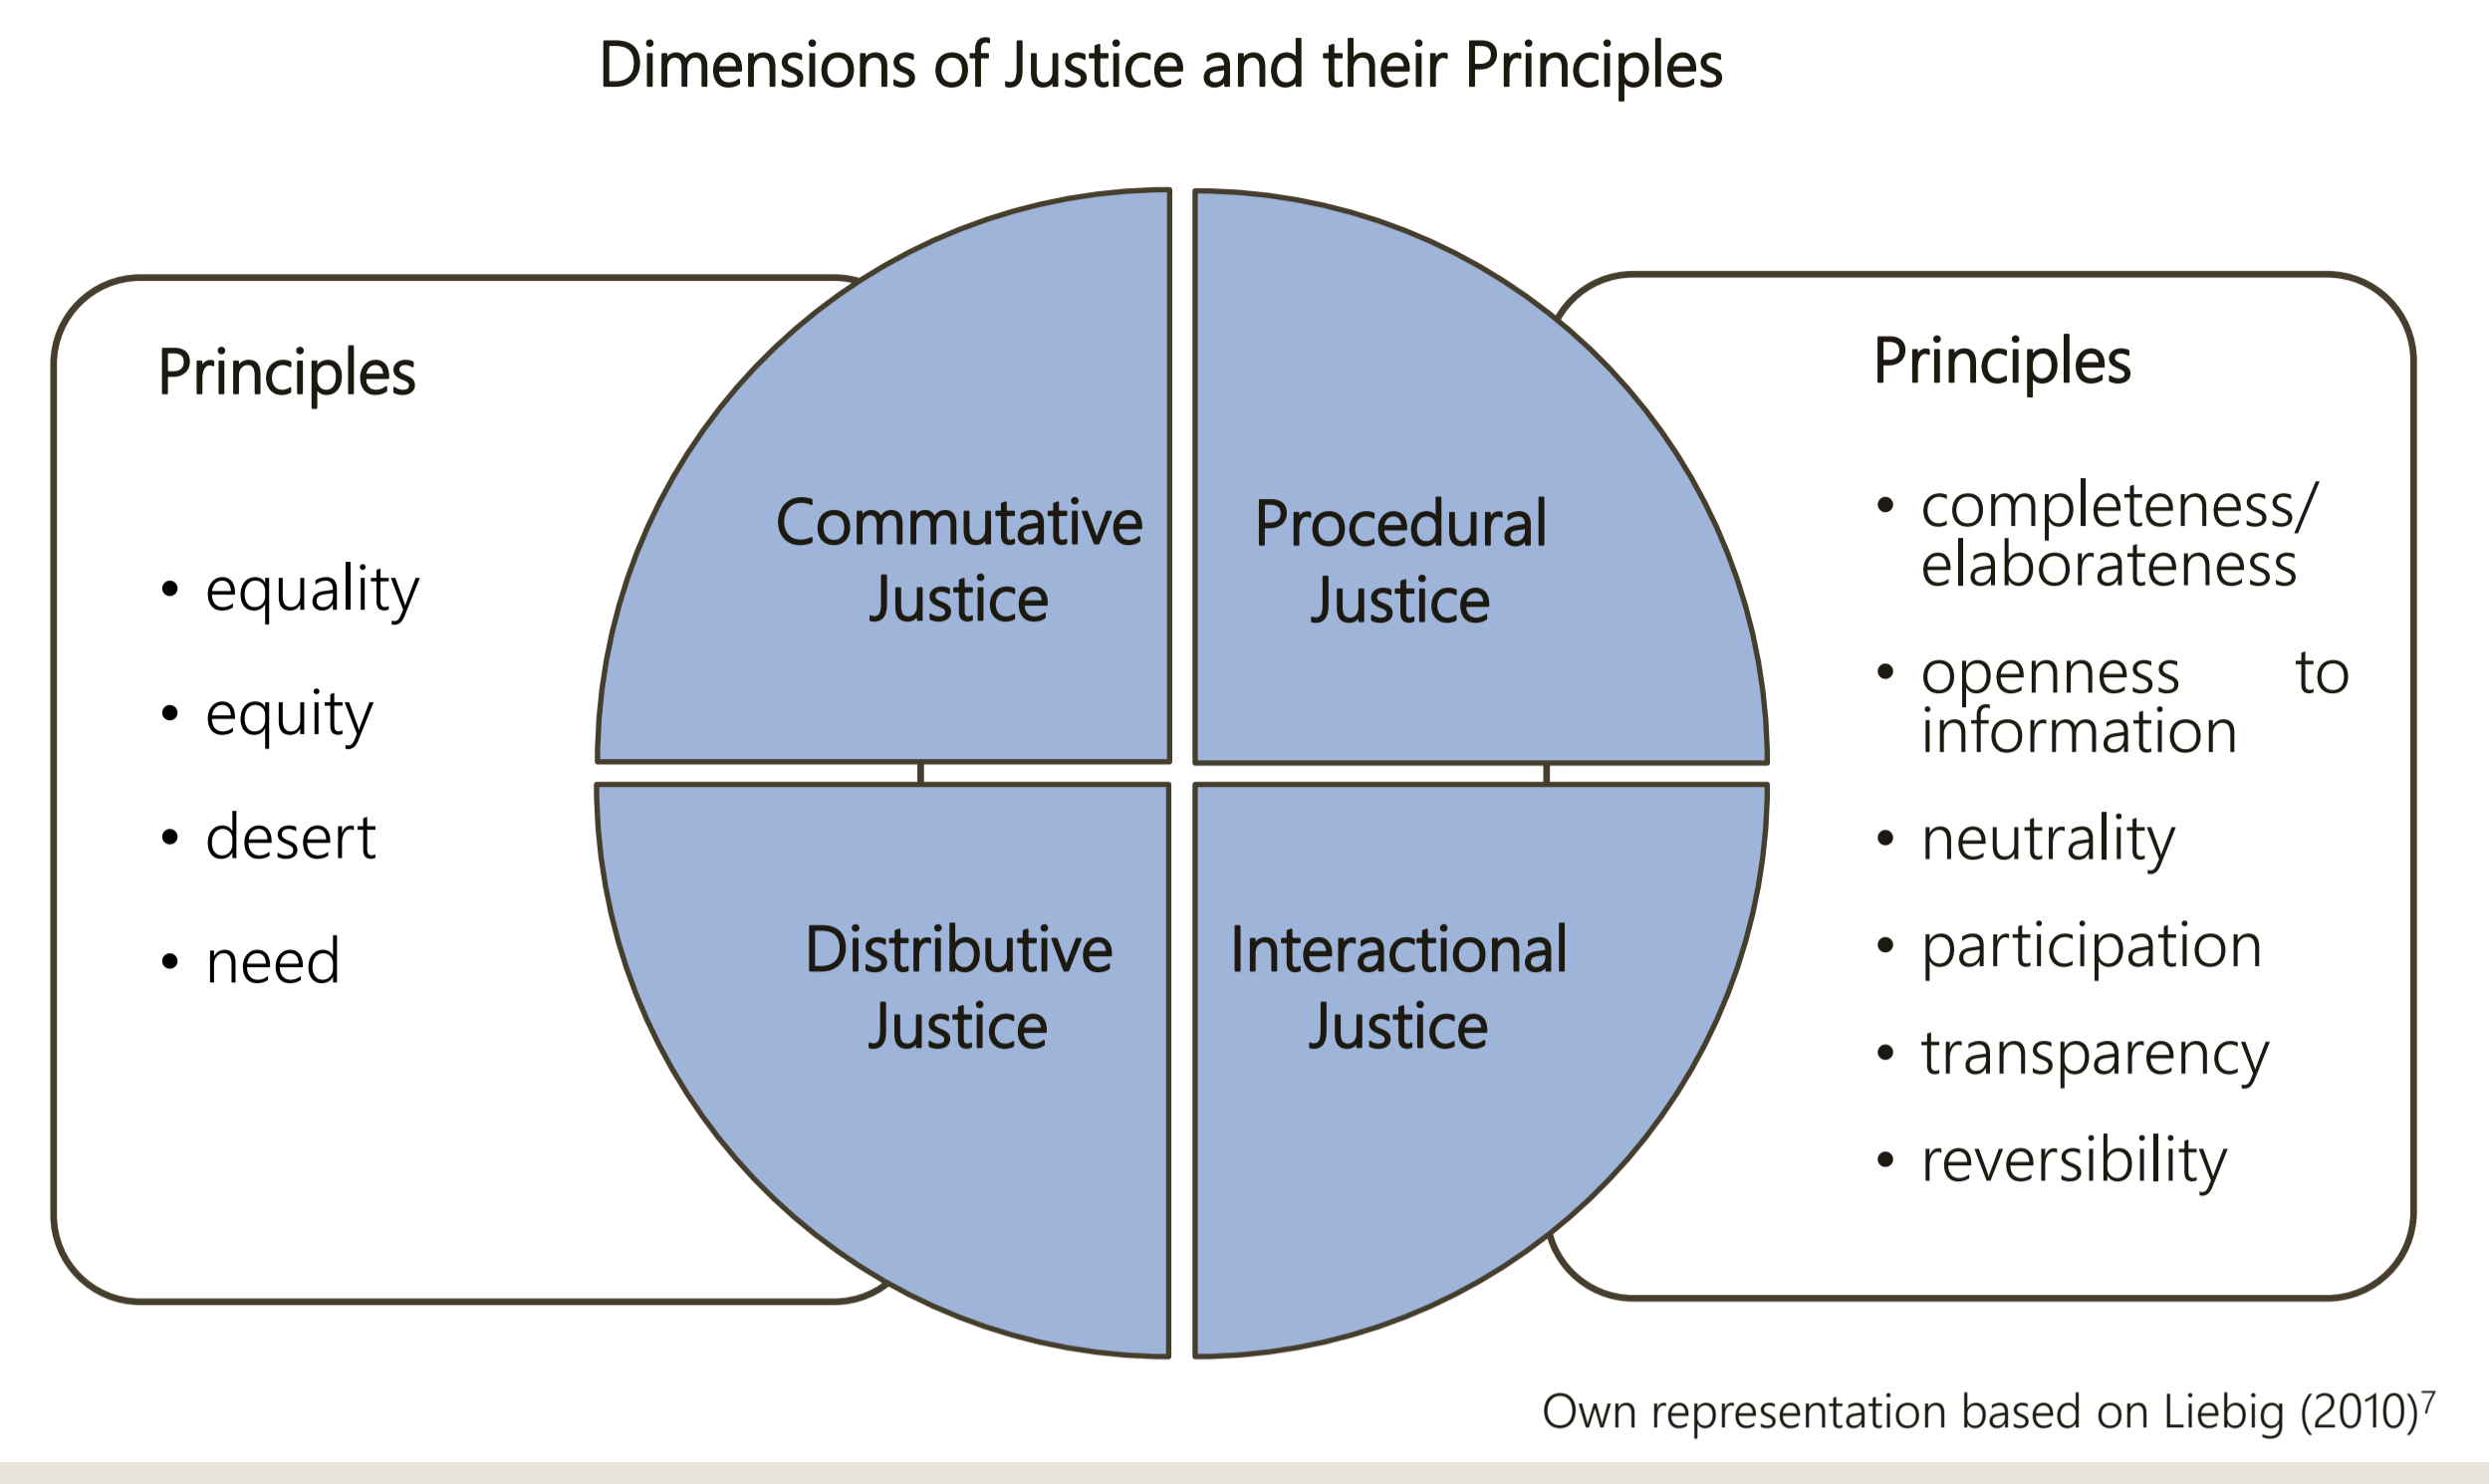 Dimensions of Justice and their Principles
Principles
• equality
• equity
• desert
• need
Commutative
Justice
Procedural
Justice
Distributive
Justice
Interactional
Justice
Principles
• completeness/
elaborateness
• openness to
information
• neutrality
• participation
• transparency
• reversibility
Own representation based on Liebig (2010)⁷